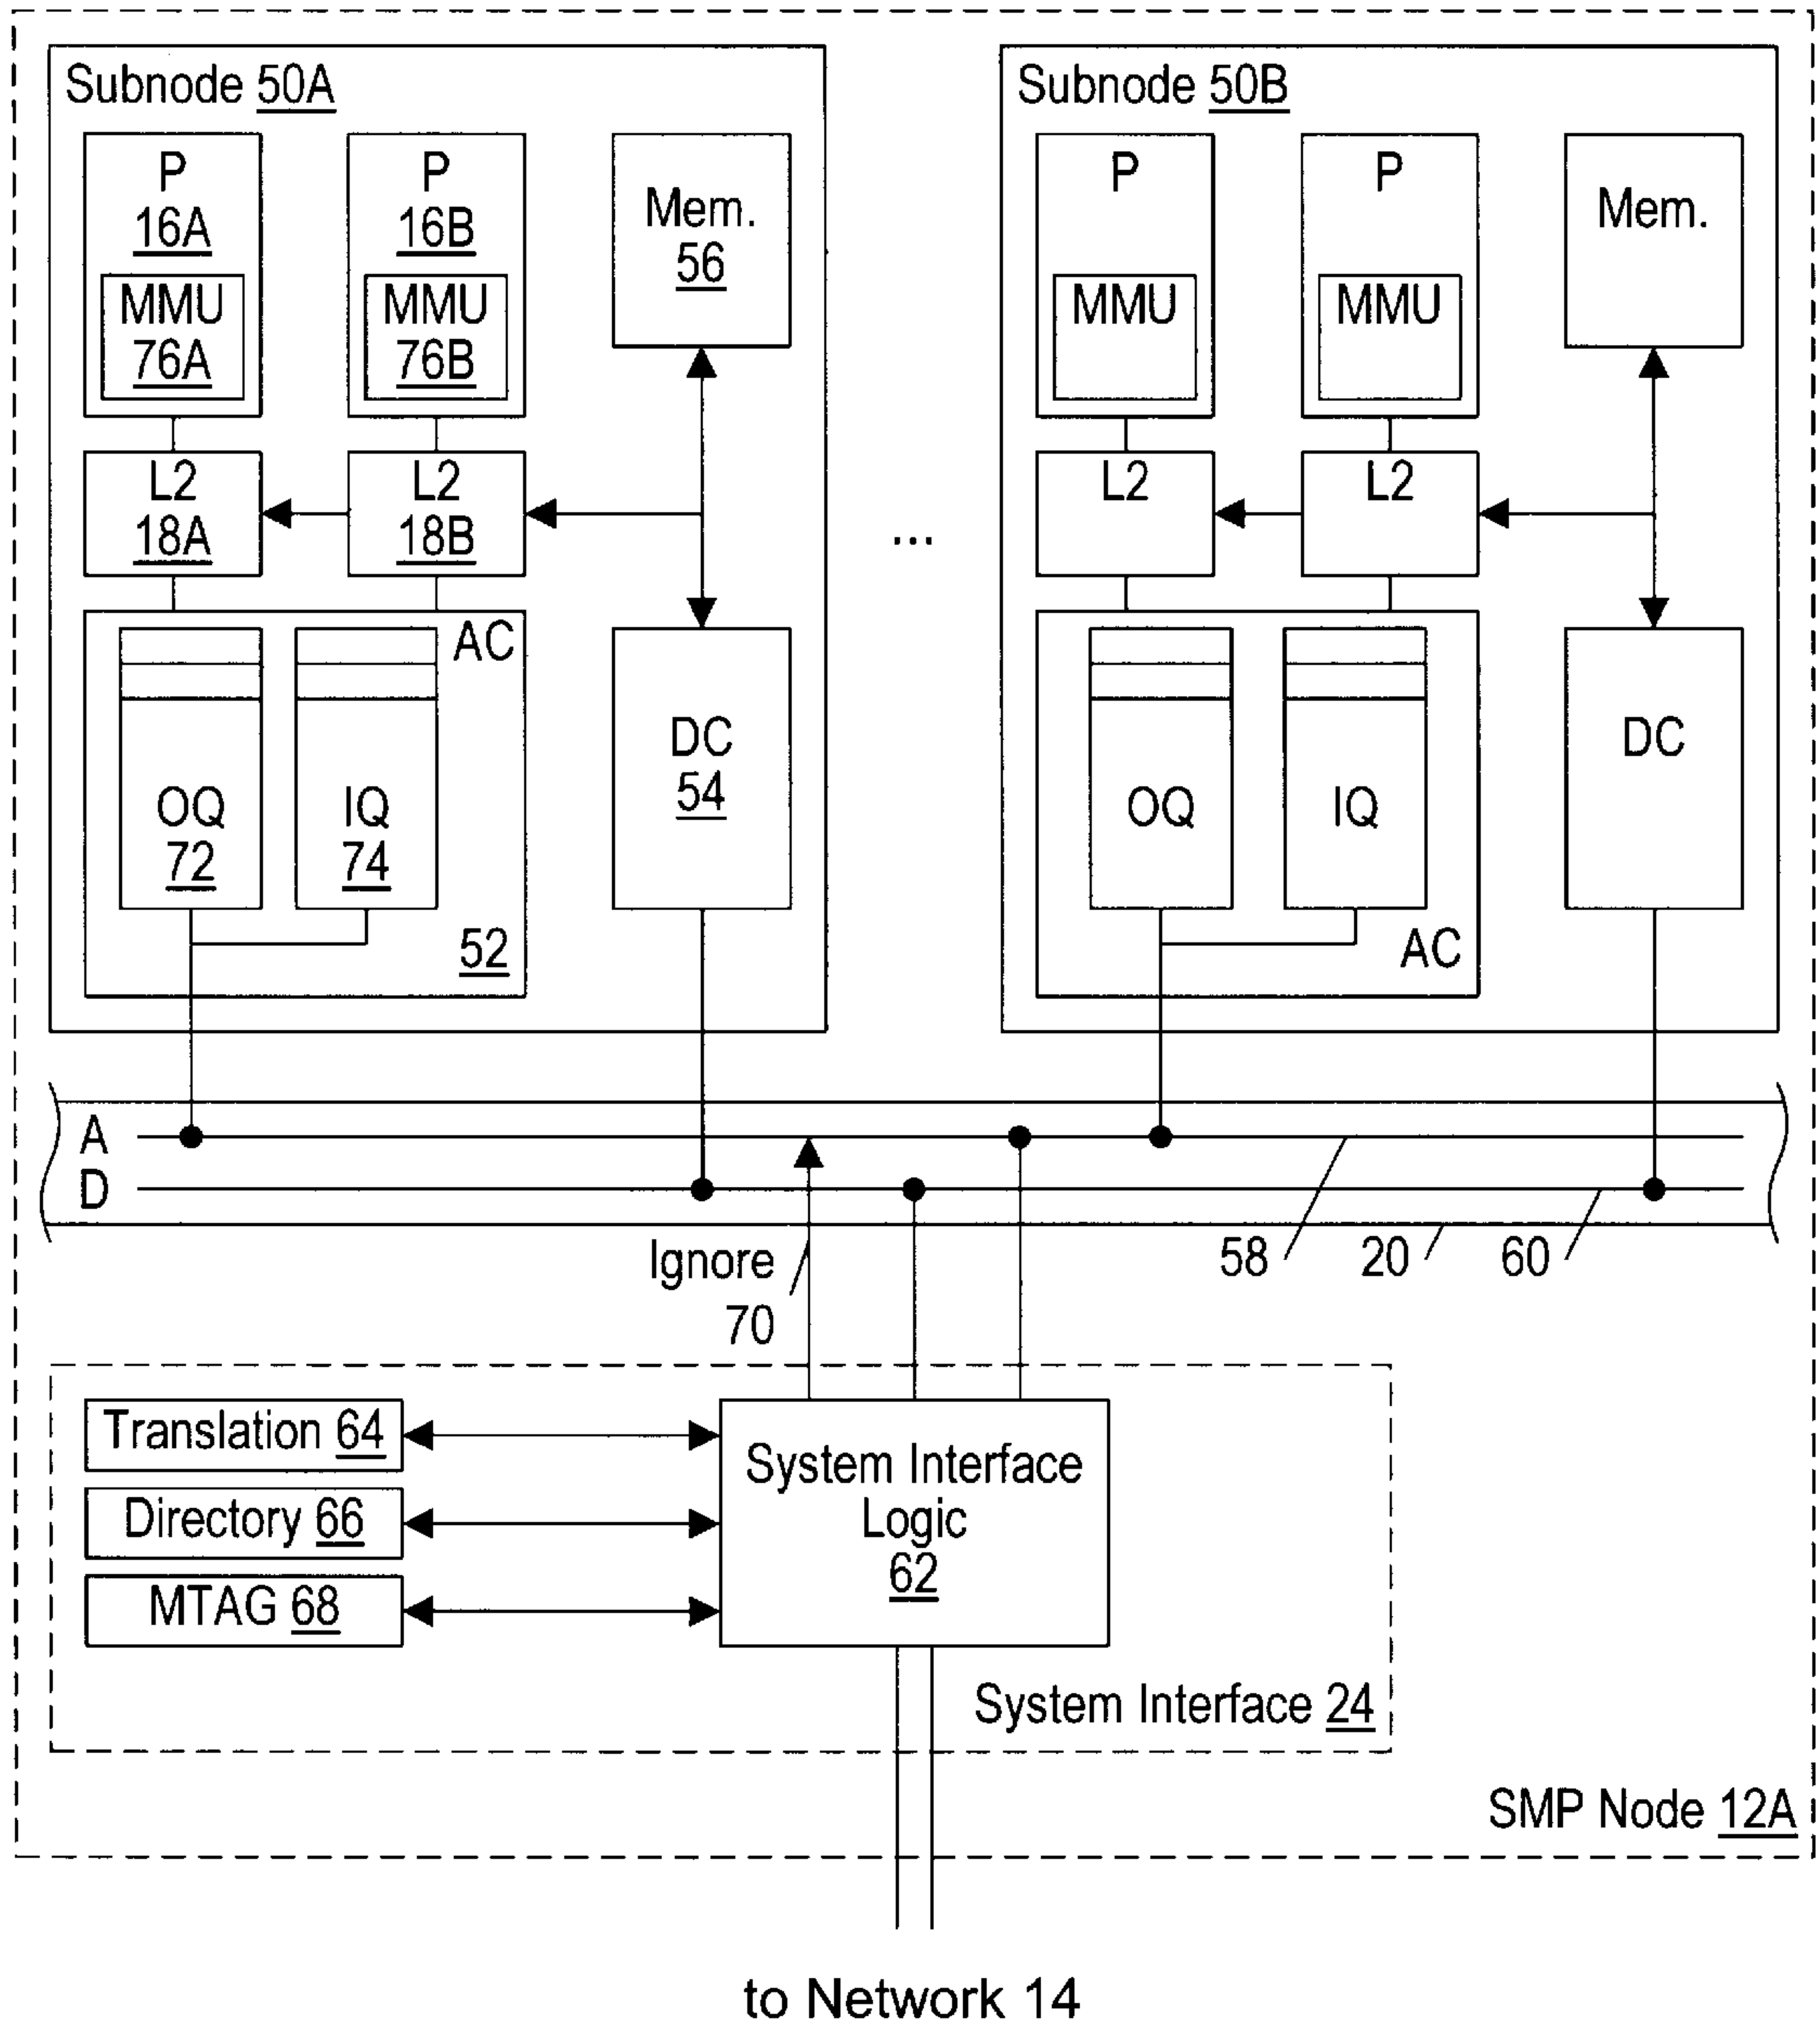 Subnode 50A
P
16A
MMU
76A
P
16B
MMU
76B
Mem.
56
L2
18A
L2
18B
AC
OQ
72
IQ
74
52
DC
54
...
Subnode 50B
P
MMU
P
MMU
Mem.
L2
L2
OQ
IQ
AC
DC
A
D
Ignore
70
58
20
60
Translation 64
Directory 66
MTAG 68
System Interface
Logic
62
System Interface 24
SMP Node 12A
to Network 14